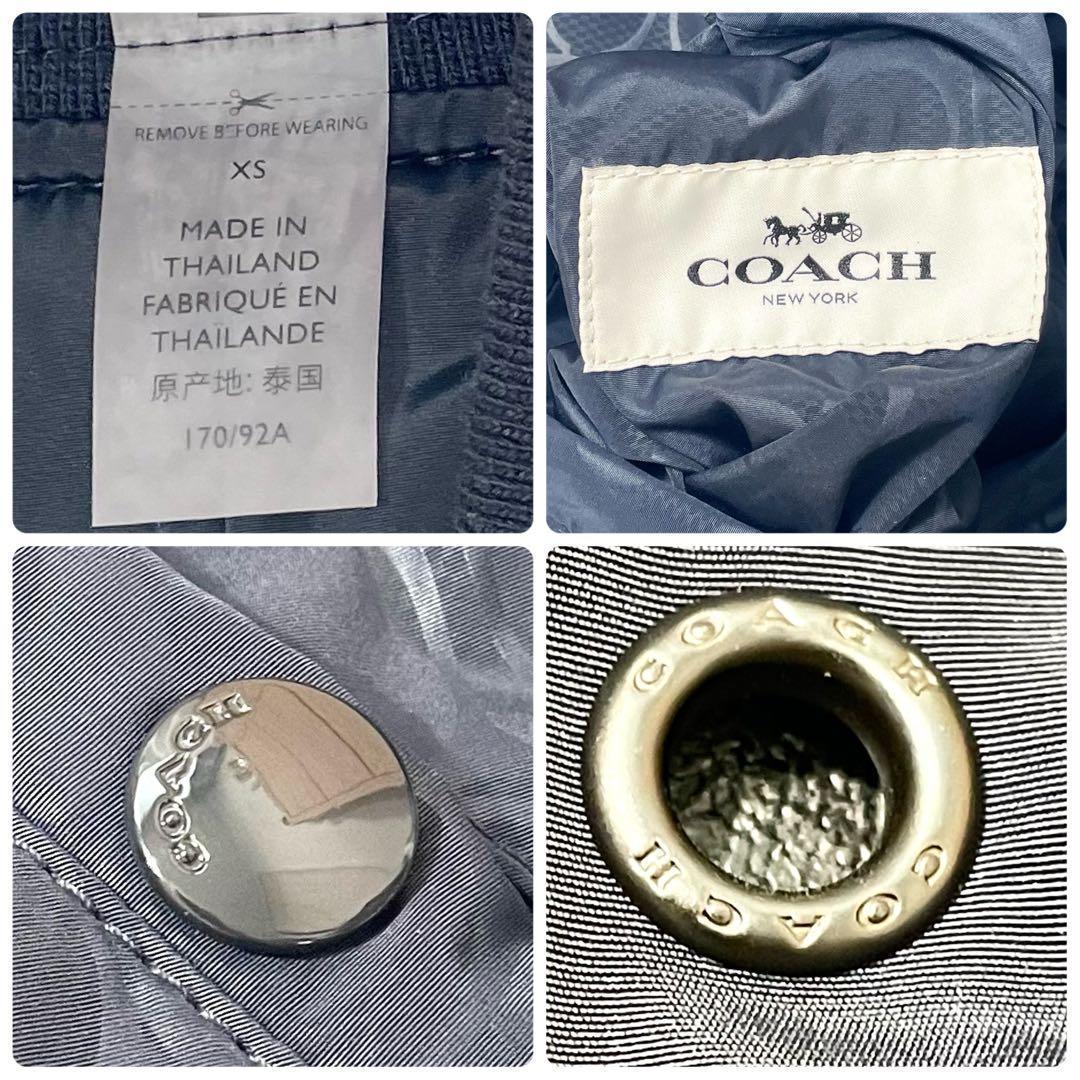 REMOVE BEFORE WEARING
XS
MADE IN
THAILAND
FABRIQUÉ EN
THAÏLANDE
原产地: 泰国
170/92A
COACH
NEW YORK
COACH
COACH
COACH